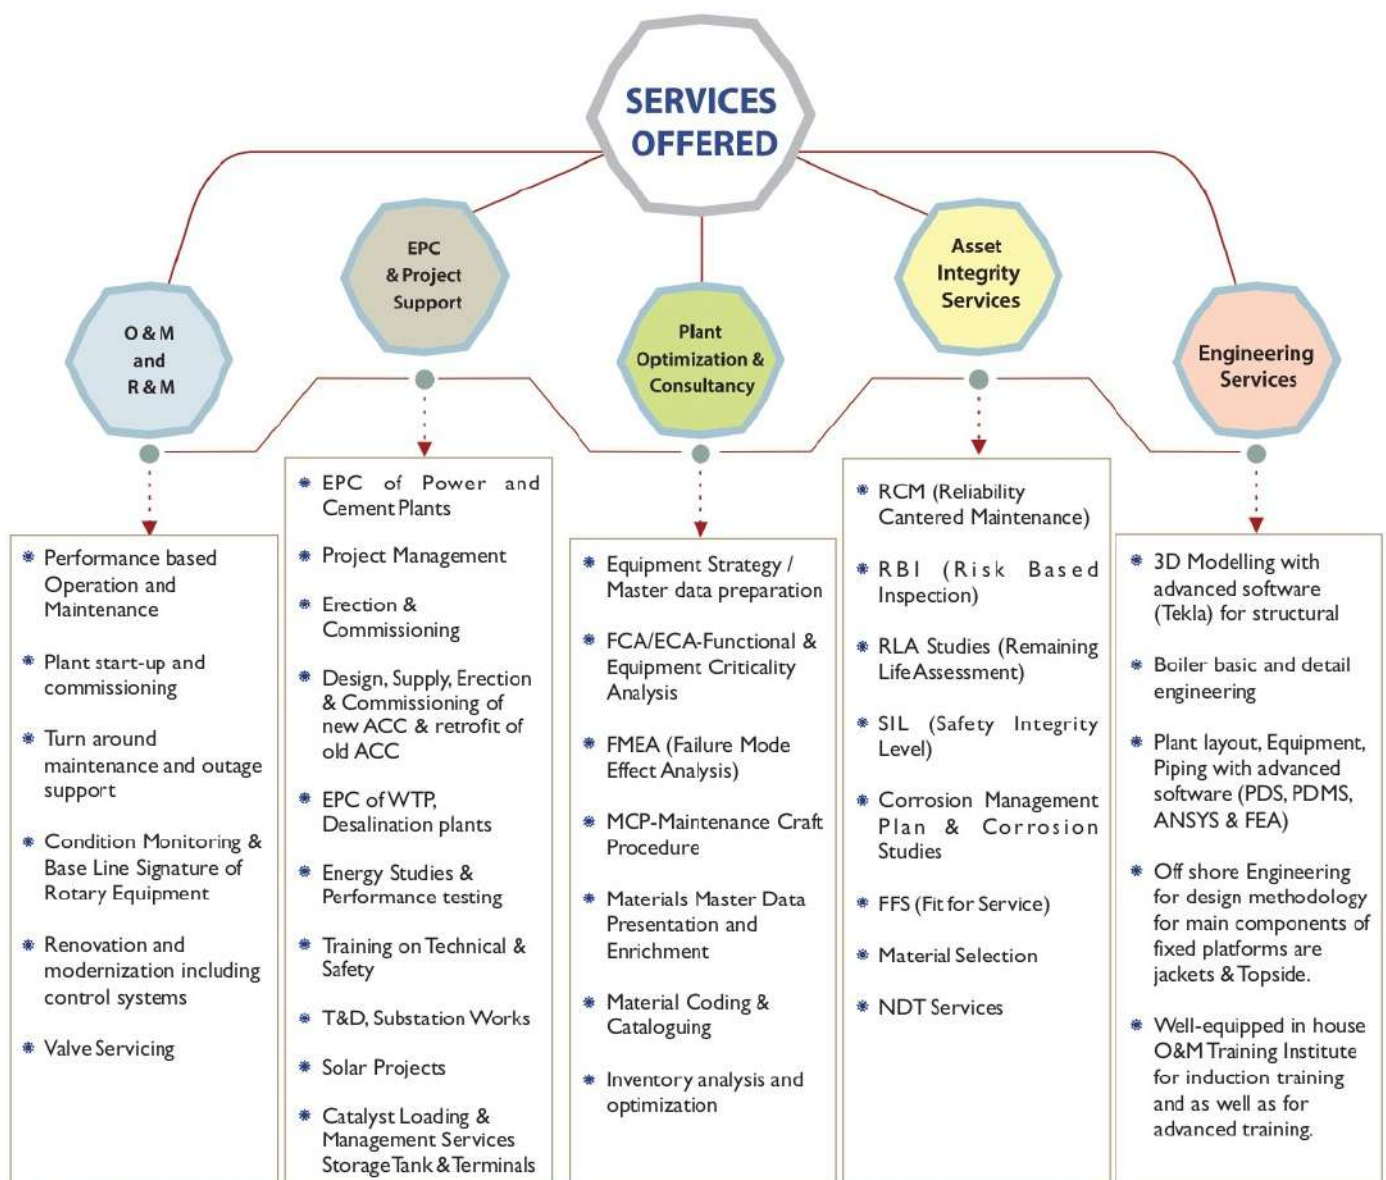 SERVICES
OFFERED
O & M
and
R & M
EPC
& Project
Support
Plant
Optimization &
Consultancy
Asset
Integrity
Services
Engineering
Services
Performance based
Operation and
Maintenance
Plant start-up and
commissioning
Turn around
maintenance and outage
support
Condition Monitoring &
Base Line Signature of
Rotary Equipment
Renovation and
modernization including
control systems
Valve Servicing
EPC of Power and
Cement Plants
Project Management
Erection &
Commissioning
Design, Supply, Erection
& Commissioning of
new ACC & retrofit of
old ACC
EPC of WTP,
Desalination plants
Energy Studies &
Performance testing
Training on Technical &
Safety
T&D, Substation Works
Solar Projects
Catalyst Loading &
Management Services
Storage Tank & Terminals
Equipment Strategy /
Master data preparation
FCA/ECA-Functional &
Equipment Criticality
Analysis
FMEA (Failure Mode
Effect Analysis)
MCP-Maintenance Craft
Procedure
Materials Master Data
Presentation and
Enrichment
Material Coding &
Cataloguing
Inventory analysis and
optimization
RCM (Reliability
Cantered Maintenance)
RBI (Risk Based
Inspection)
RLA Studies (Remaining
Life Assessment)
SIL (Safety Integrity
Level)
Corrosion Management
Plan & Corrosion
Studies
FFS (Fit for Service)
Material Selection
NDT Services
3D Modelling with
advanced software
(Tekla) for structural
Boiler basic and detail
engineering
Plant layout, Equipment,
Piping with advanced
software (PDS, PDMS,
ANSYS & FEA)
Off shore Engineering
for design methodology
for main components of
fixed platforms are
jackets & Topside.
Well-equipped in house
O&M Training Institute
for induction training
and as well as for
advanced training.